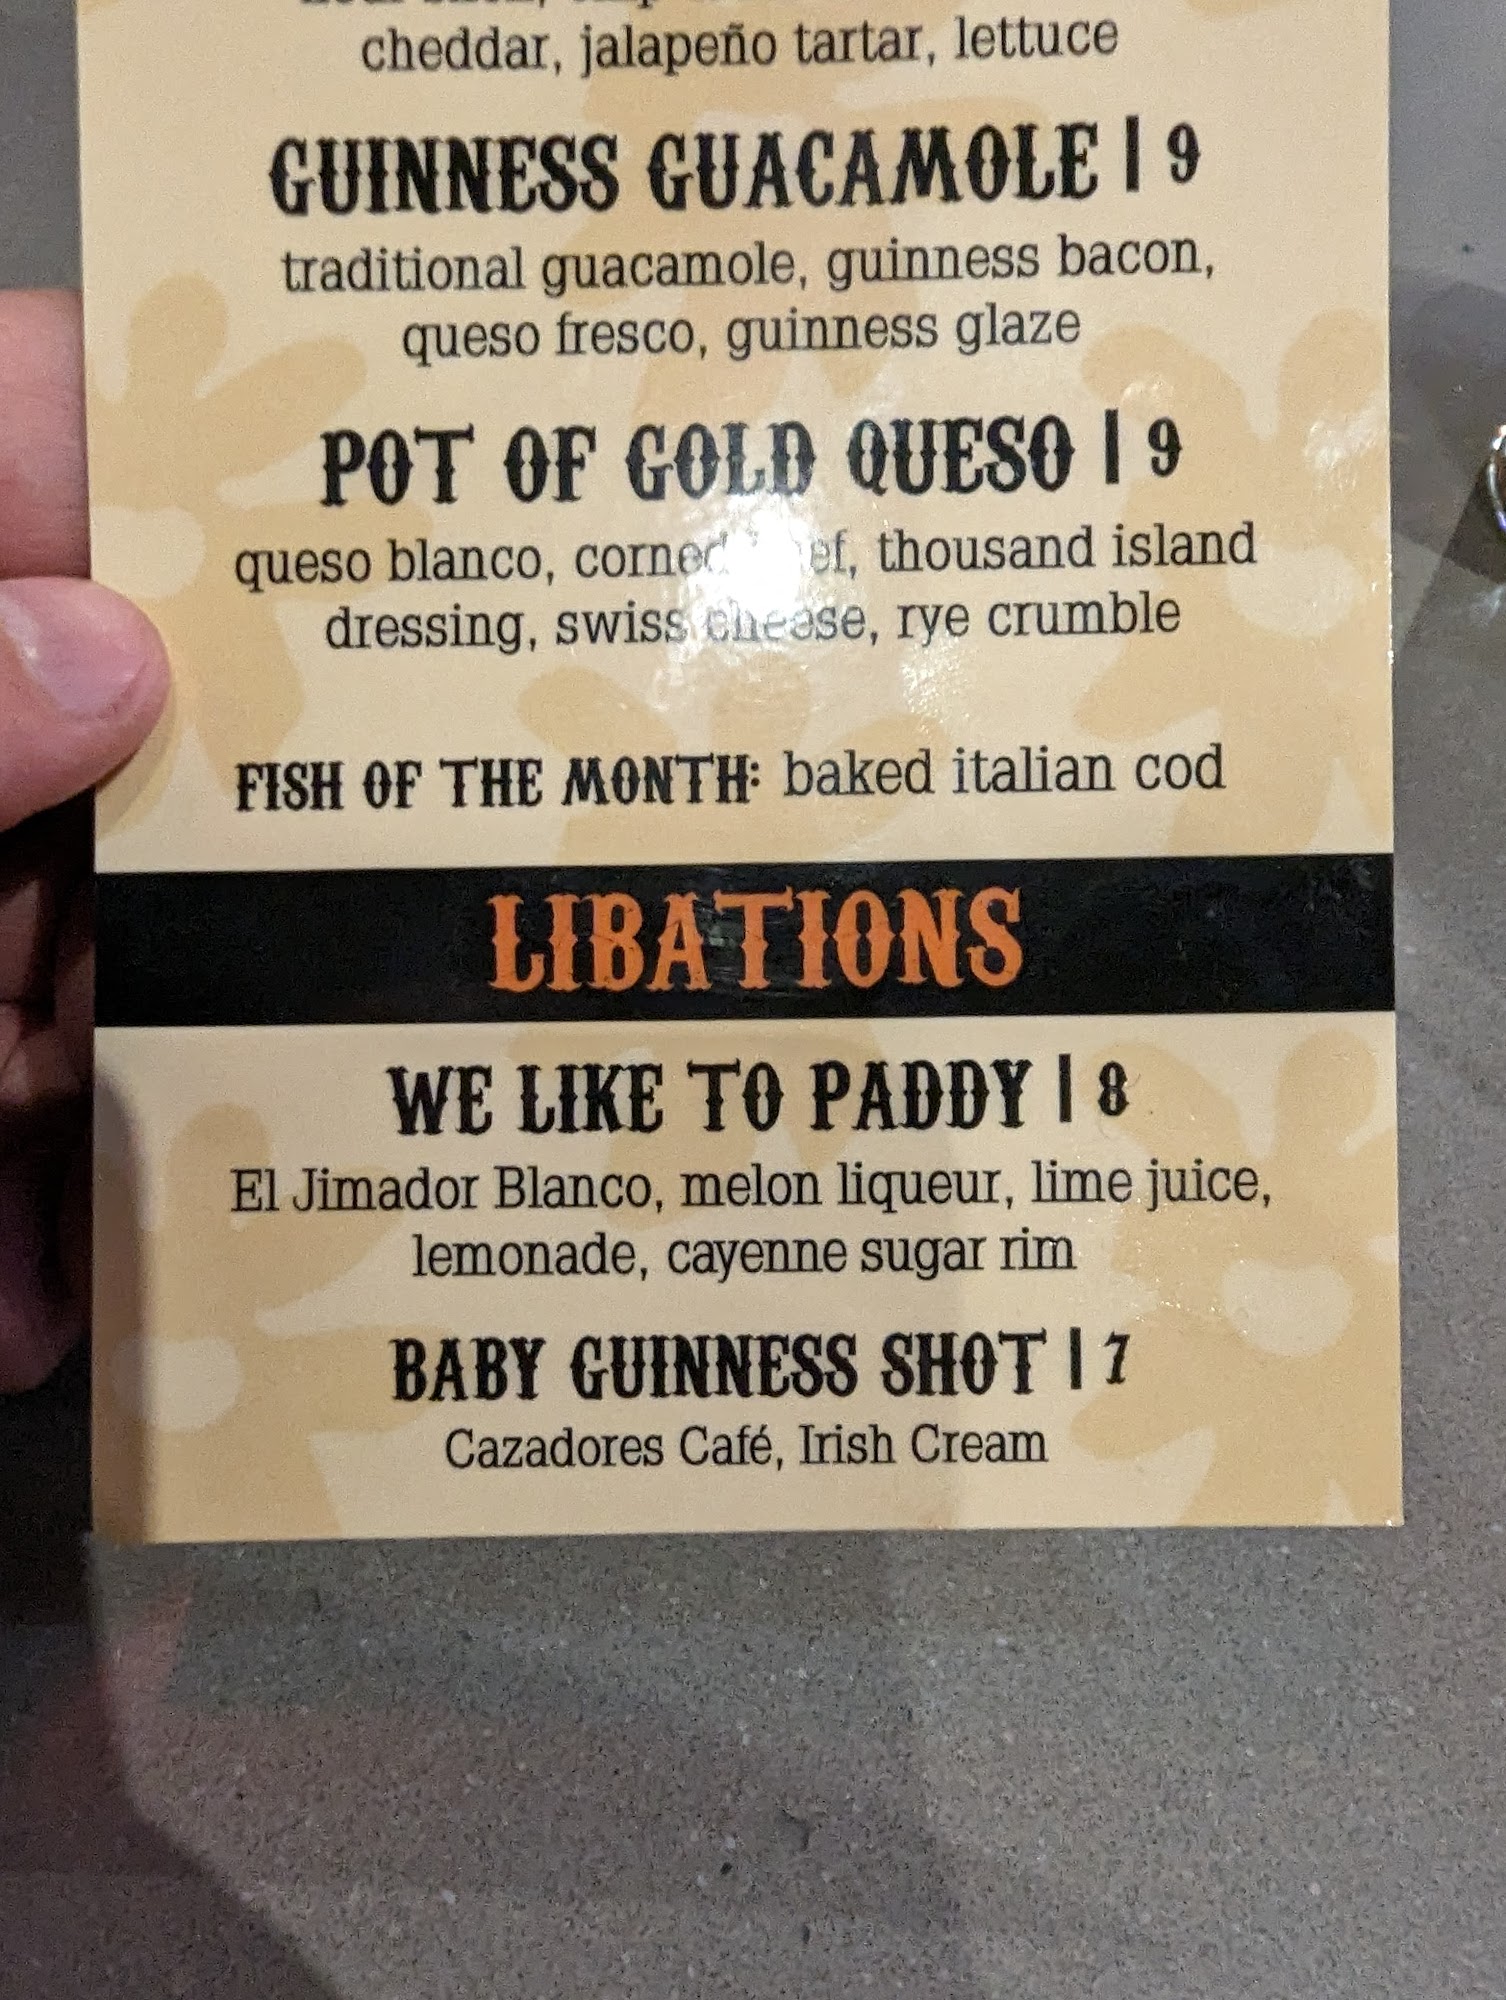 cheddar, jalapeño tartar, lettuce
GUINNESS GUACAMOLE | 9
traditional guacamole, guinness bacon,
queso fresco, guinness glaze
POT OF GOLD QUESO | 9
queso blanco, corned beef, thousand island
dressing, swiss cheese, rye crumble
FISH OF THE MONTH: baked italian cod
LIBATIONS
WE LIKE TO PADDY | 8
El Jimador Blanco, melon liqueur, lime juice,
lemonade, cayenne sugar rim
BABY GUINNESS SHOT | 7
Cazadores Café, Irish Cream